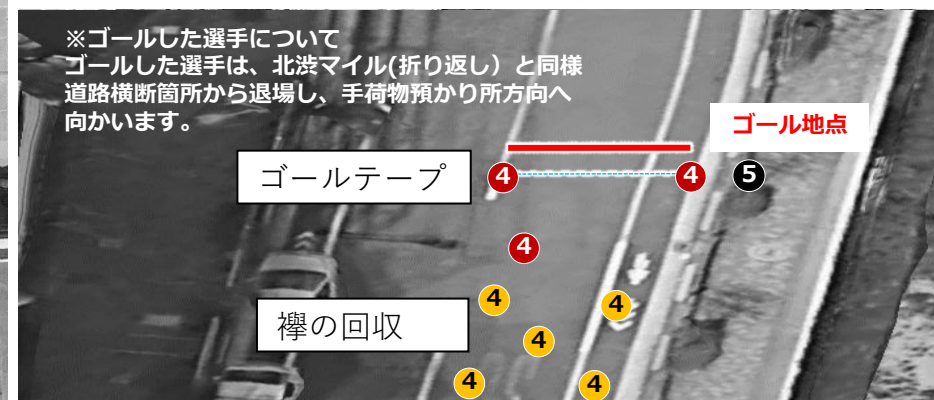 ※ゴールした選手について
ゴールした選手は、北渋マイル(折り返し）と同様
道路横断箇所から退場し、手荷物預かり所方向へ
向かいます。
ゴール地点
ゴールテープ
4
4
5
4
4
4
襷の回収
4
4
4